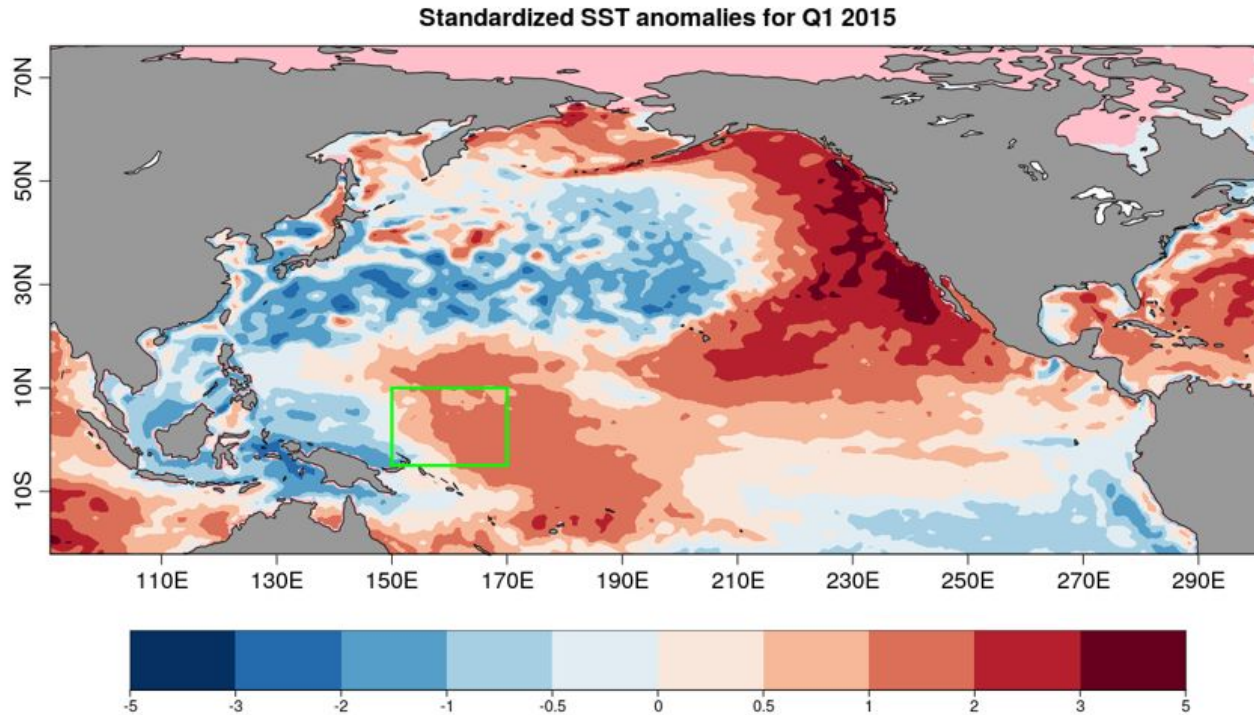 Standardized SST anomalies for Q1 2015
70N
50N
30N
10N
10S
110E 130E 150E 170E 190E 210E 230E 250E 270E 290E
-5 -3 -2 -1 -0.5 0 0.5 1 2 3 5